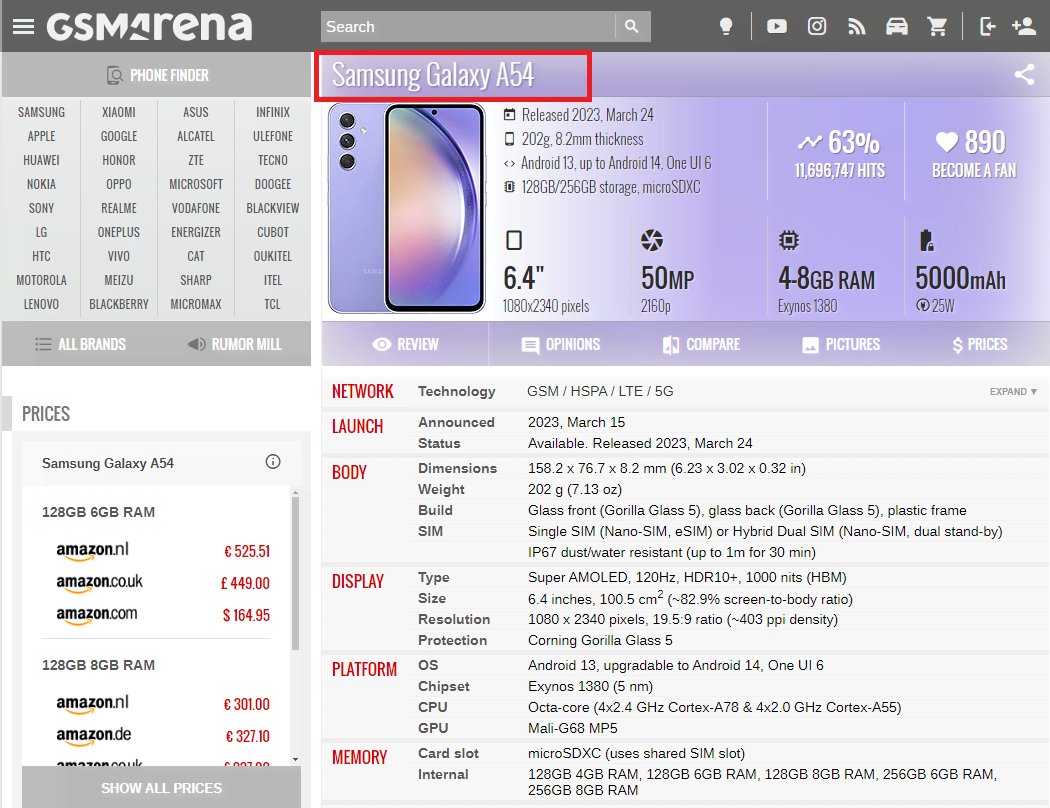 GSMArena
Search
PHONE FINDER
SAMSUNG XIAOMI ASUS INFINIX
APPLE GOOGLE ALCATEL ULEFONE
HUAWEI HONOR ZTE TECNO
NOKIA OPPO MICROSOFT DOOGEE
SONY REALME VODAFONE BLACKVIEW
LG ONEPLUS ENERGIZER CUBOT
HTC VIVO CAT OUKITEL
MOTOROLA MEIZU SHARP ITEL
LENOVO BLACKBERRY MICROMAX TCL
ALL BRANDS RUMOR MILL
PRICES
Samsung Galaxy A54
128GB 6GB RAM
amazon.nl € 525.51
amazon.co.uk £ 449.00
amazon.com $ 164.95
128GB 8GB RAM
amazon.nl € 301.00
amazon.de € 327.10
SHOW ALL PRICES
Samsung Galaxy A54
Released 2023, March 24
202g, 8.2mm thickness
Android 13, up to Android 14, One UI 6
128GB/256GB storage, microSDXC
63%
11,696,747 HITS
890
BECOME A FAN
6.4"
1080x2340 pixels
50MP
2160p
4-8GB RAM
Exynos 1380
5000mAh
25W
REVIEW OPINIONS COMPARE PICTURES PRICES
NETWORK Technology GSM / HSPA / LTE / 5G EXPAND ▼
LAUNCH Announced 2023, March 15
Status Available. Released 2023, March 24
BODY Dimensions 158.2 x 76.7 x 8.2 mm (6.23 x 3.02 x 0.32 in)
Weight 202 g (7.13 oz)
Build Glass front (Gorilla Glass 5), glass back (Gorilla Glass 5), plastic frame
SIM Single SIM (Nano-SIM, eSIM) or Hybrid Dual SIM (Nano-SIM, dual stand-by)
IP67 dust/water resistant (up to 1m for 30 min)
DISPLAY Type Super AMOLED, 120Hz, HDR10+, 1000 nits (HBM)
Size 6.4 inches, 100.5 cm² (~82.9% screen-to-body ratio)
Resolution 1080 x 2340 pixels, 19.5:9 ratio (~403 ppi density)
Protection Corning Gorilla Glass 5
PLATFORM OS Android 13, upgradable to Android 14, One UI 6
Chipset Exynos 1380 (5 nm)
CPU Octa-core (4x2.4 GHz Cortex-A78 & 4x2.0 GHz Cortex-A55)
GPU Mali-G68 MP5
MEMORY Card slot microSDXC (uses shared SIM slot)
Internal 128GB 4GB RAM, 128GB 6GB RAM, 128GB 8GB RAM, 256GB 6GB RAM,
256GB 8GB RAM